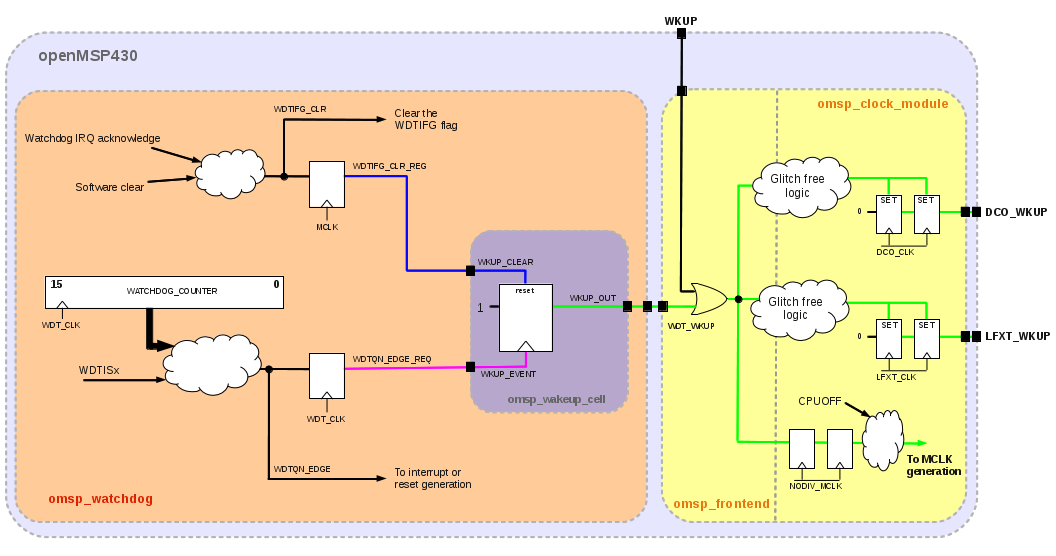 WKUP
openMSP430
omsp_clock_module
WDTIFG_CLR
Clear the
WDTIFG flag
Watchdog IRQ acknowledge
Software clear
WDTIFG_CLR_REG
MCLK
Glitch free
logic
SET
SET
0
DCO_CLK
DCO_WKUP
15
0
WATCHDOG_COUNTER
WDT_CLK
WKUP_CLEAR
reset
1
WKUP_OUT
WKUP_EVENT
omsp_wakeup_cell
WDT_WKUP
Glitch free
logic
SET
SET
0
LFXT_CLK
LFXT_WKUP
WDTISx
WDTQN_EDGE_REQ
WDT_CLK
WDTQN_EDGE
To interrupt or
reset generation
CPUOFF
To MCLK
generation
NODIV_MCLK
omsp_watchdog
omsp_frontend